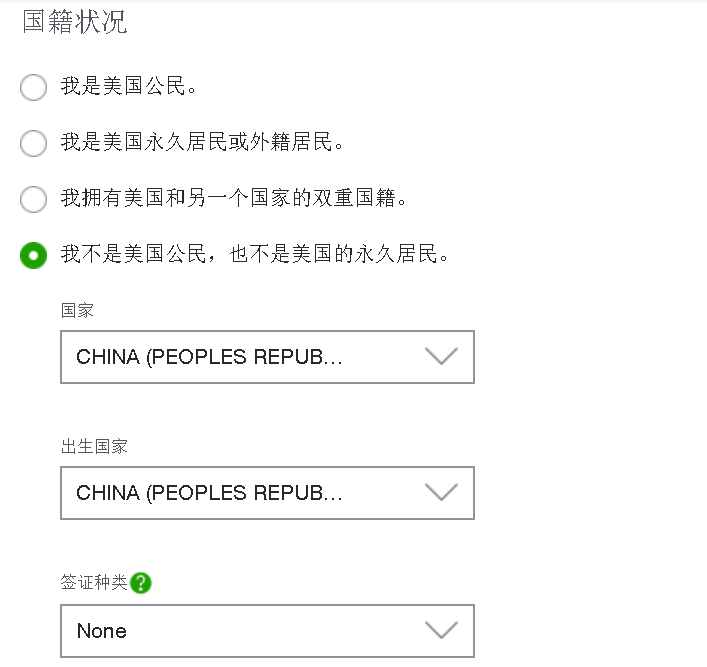 国籍状况
我是美国公民。
我是美国永久居民或外籍居民。
我拥有美国和另一个国家的双重国籍。
我不是美国公民，也不是美国的永久居民。
国家
CHINA (PEOPLES REPUB...
出生国家
CHINA (PEOPLES REPUB...
签证种类?
None